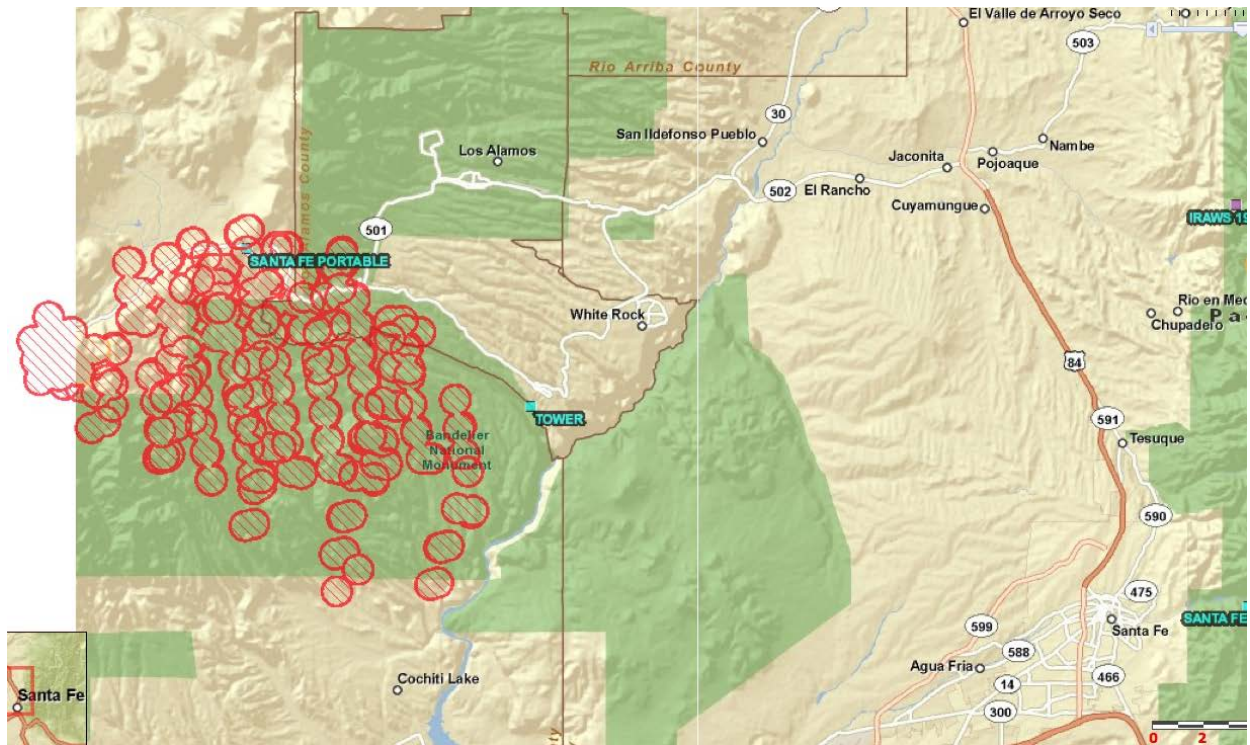 El Valle de Arroyo Seco
503
Rio Arriba County
30
San Ildefonso Pueblo
Los Alamos
Nambe
Jaconita
Pojoaque
502
El Rancho
Cuyamungue
IRAWS 19
501
SANTA FE PORTABLE
White Rock
Rio en Med
Chupadero
84
TOWER
591
Bandelier
National
Monument
Tesuque
590
475
SANTA FE
599
Santa Fe
588
Agua Fria
466
14
300
Cochiti Lake
Santa Fe
0 2